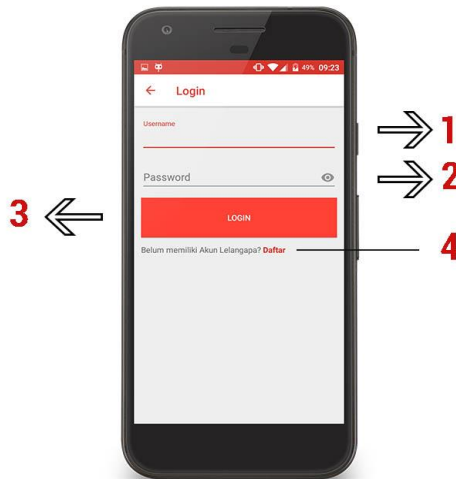 49% 09:23
Login
Username
1
Password
2
3
LOGIN
Belum memiliki Akun Lelangapa? Daftar
4